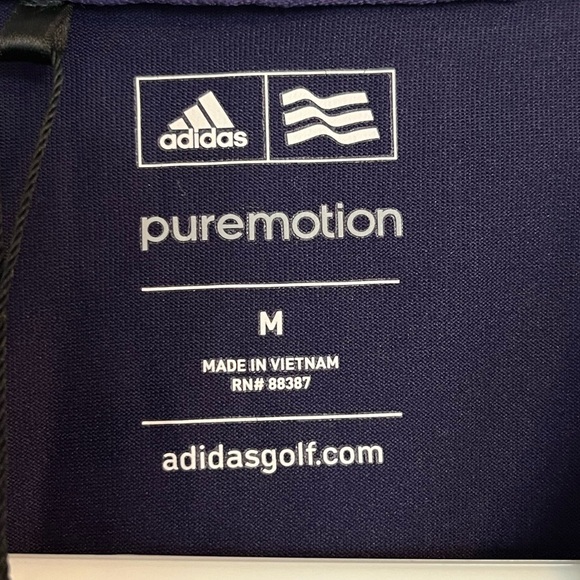 adidas
puremotion
M
MADE IN VIETNAM
RN# 88387
adidasgolf.com